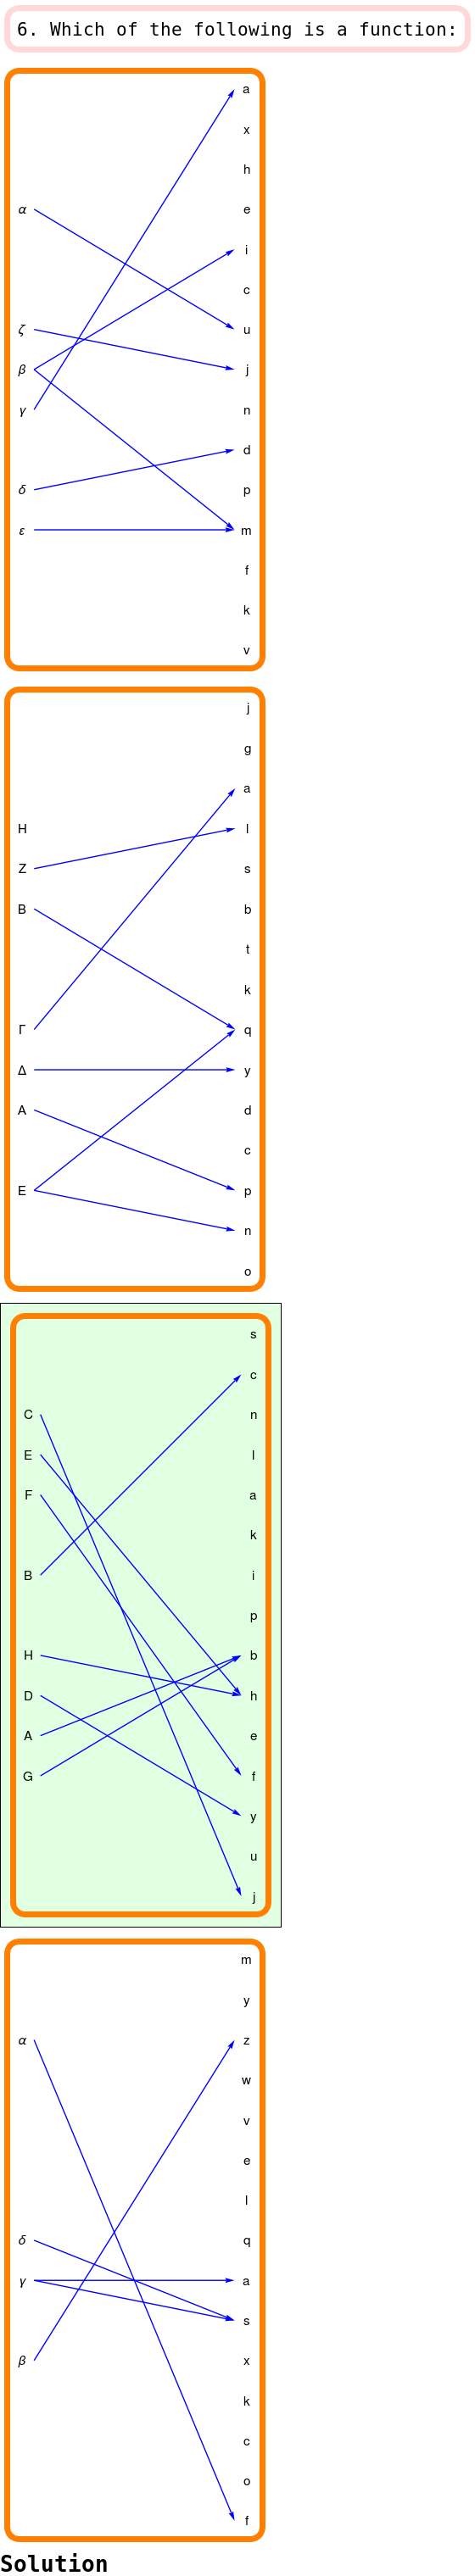 6. Which of the following is a function:
a
x
h
α e
i
c
ζ u
β j
γ n
d
δ p
ε m
f
k
v
j
g
a
H l
Z s
B b
t
k
Γ q
Δ y
A d
c
E p
n
o
s
c
C n
E l
F a
k
B i
p
H b
D h
A e
G f
y
u
j
m
y
α z
w
v
e
l
δ q
γ a
s
β x
k
c
o
f
Solution